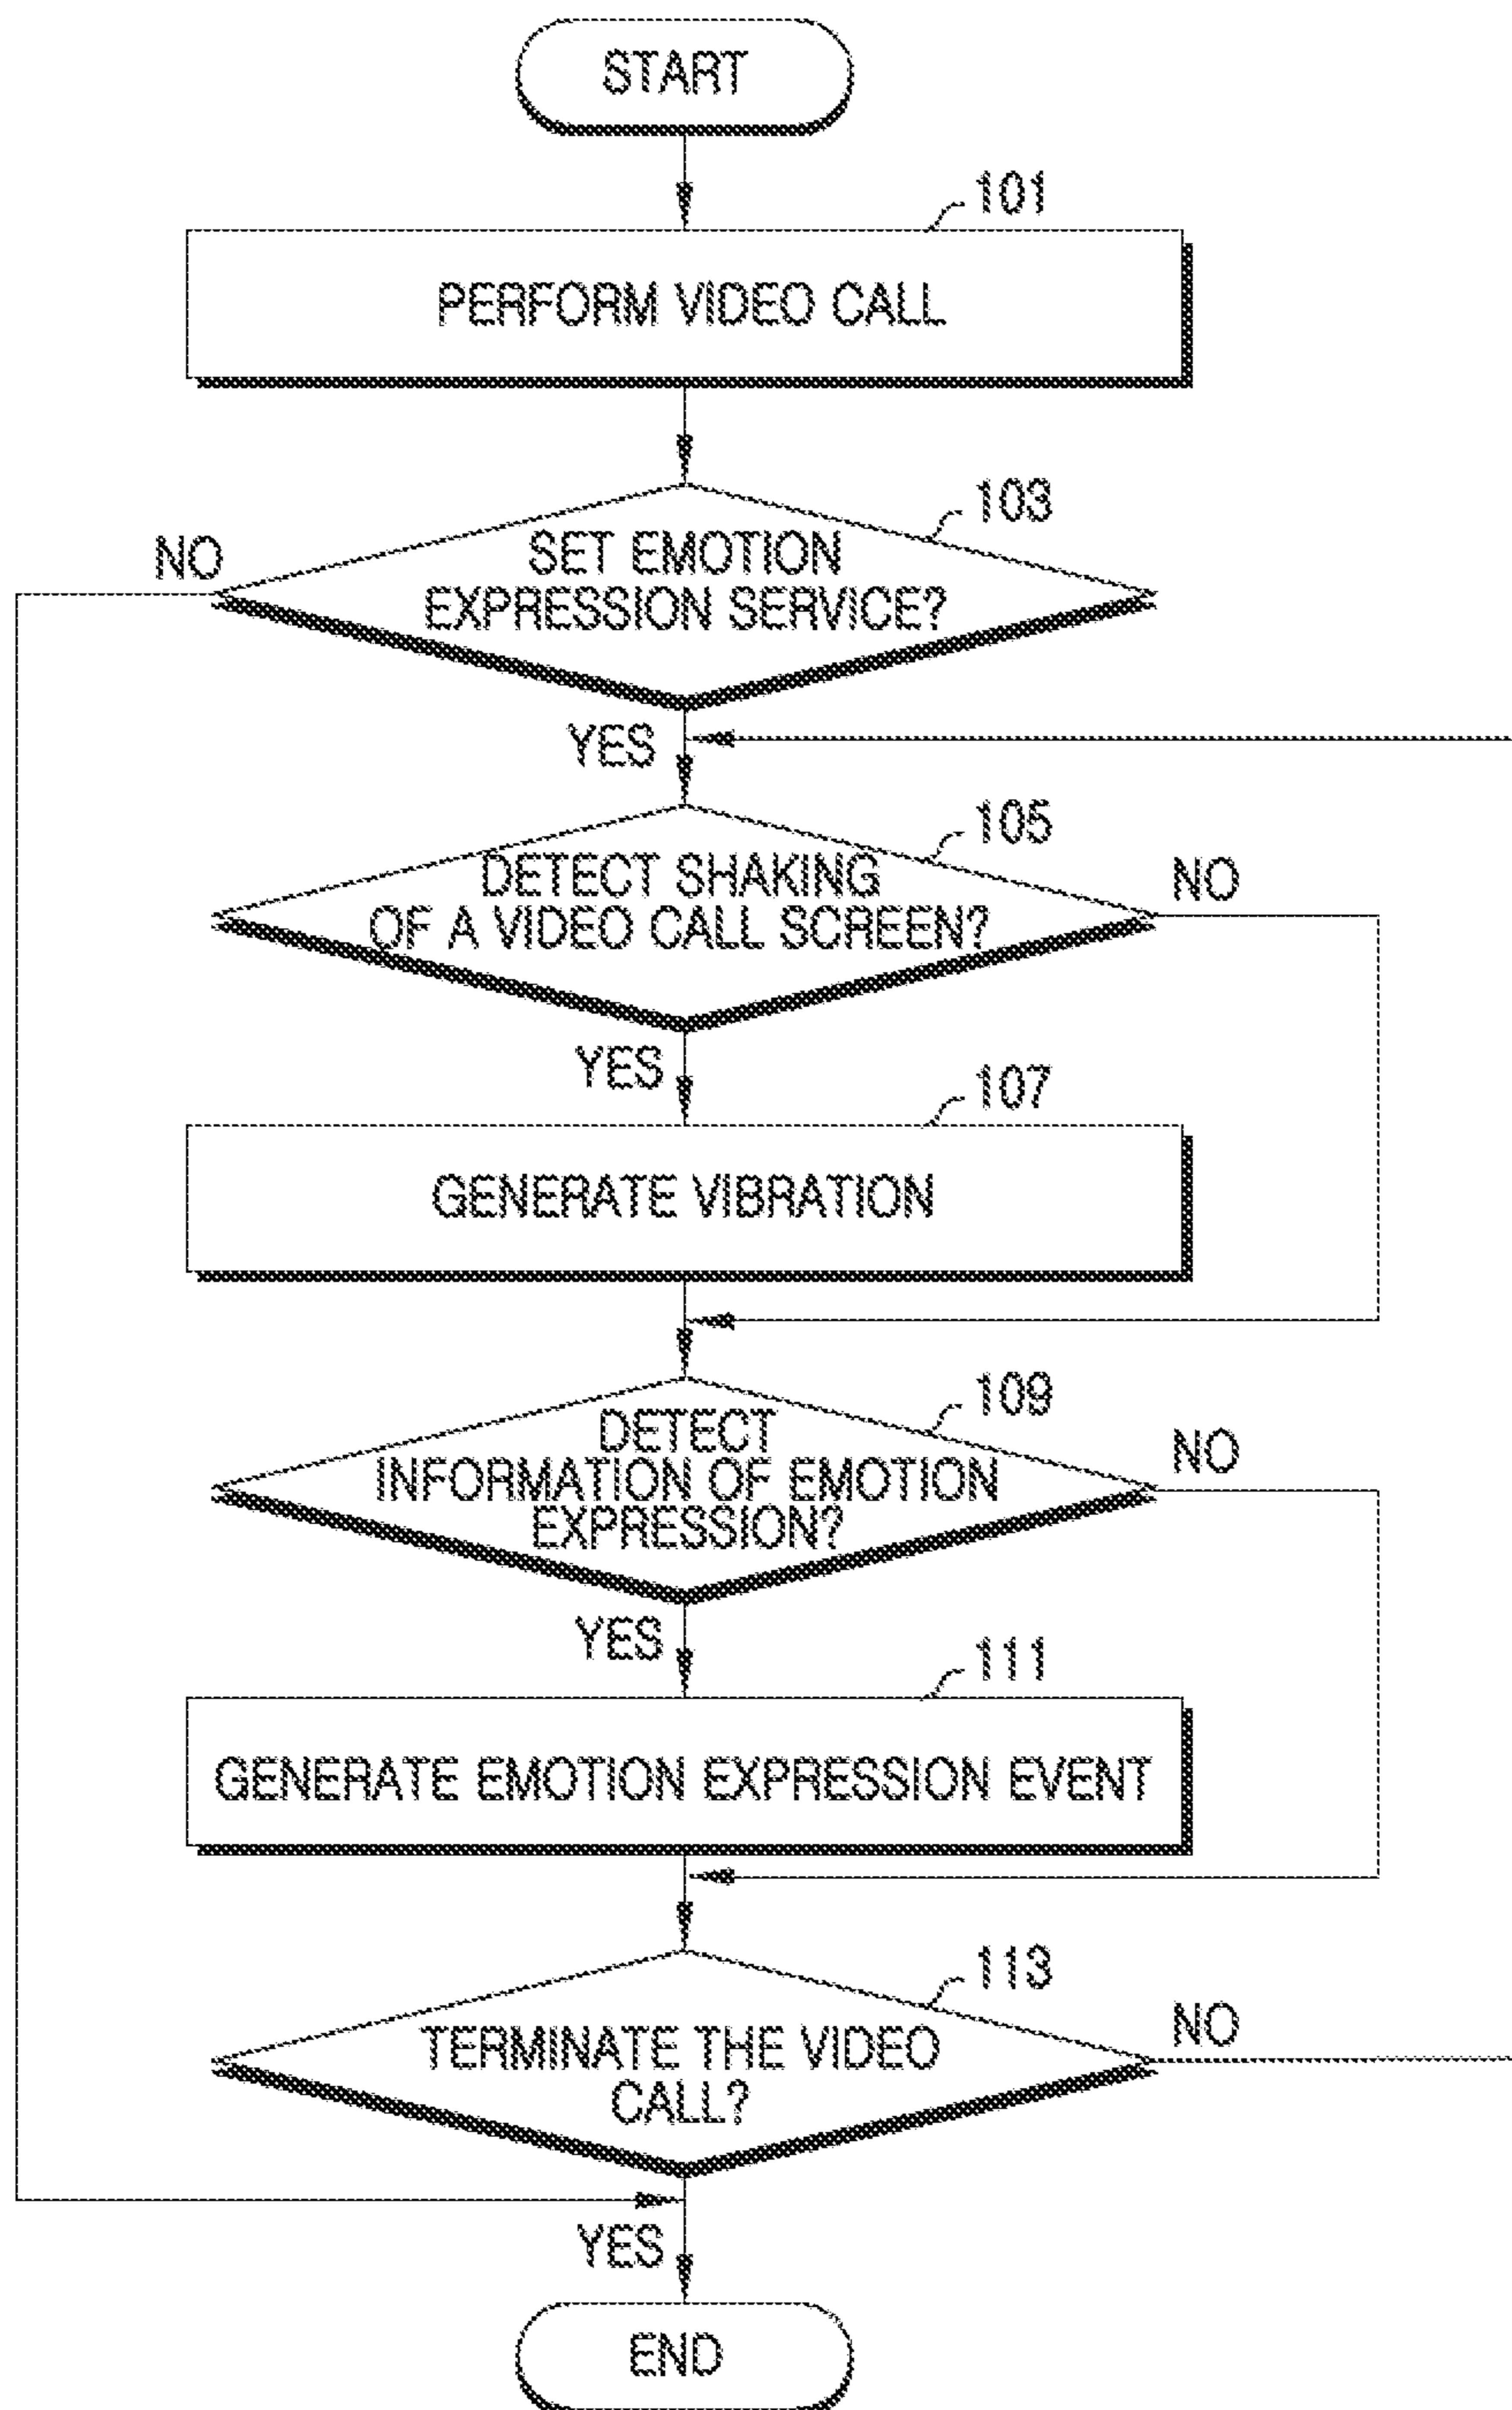 START
101
PERFORM VIDEO CALL
103
NO
SET EMOTION
EXPRESSION SERVICE?
YES
105
DETECT SHAKING
OF A VIDEO CALL SCREEN?
NO
YES
107
GENERATE VIBRATION
109
DETECT
INFORMATION OF EMOTION
EXPRESSION?
NO
YES
111
GENERATE EMOTION EXPRESSION EVENT
113
TERMINATE THE VIDEO
CALL?
NO
YES
END